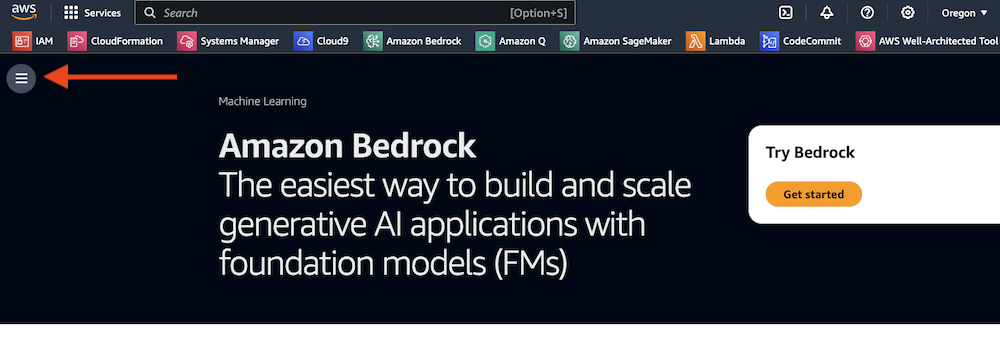 aws Services Search [Option+S] Oregon
IAM CloudFormation Systems Manager Cloud9 Amazon Bedrock Amazon Q Amazon SageMaker Lambda CodeCommit AWS Well-Architected Tool
Machine Learning
Amazon Bedrock
The easiest way to build and scale
generative AI applications with
foundation models (FMs)
Try Bedrock
Get started